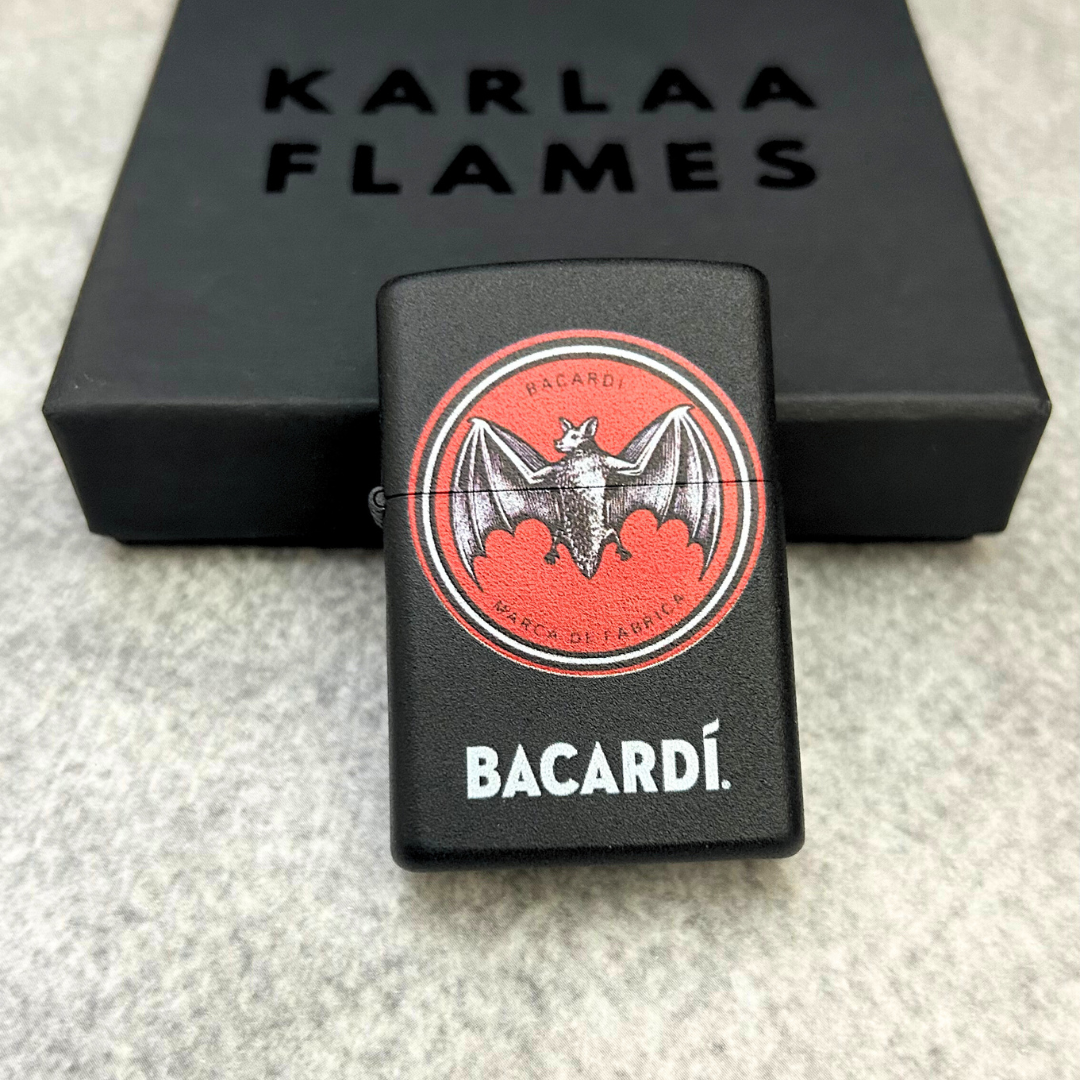 KARLAA
FLAMES
BACARDI
MARCA DE FABRICA
BACARDÍ.